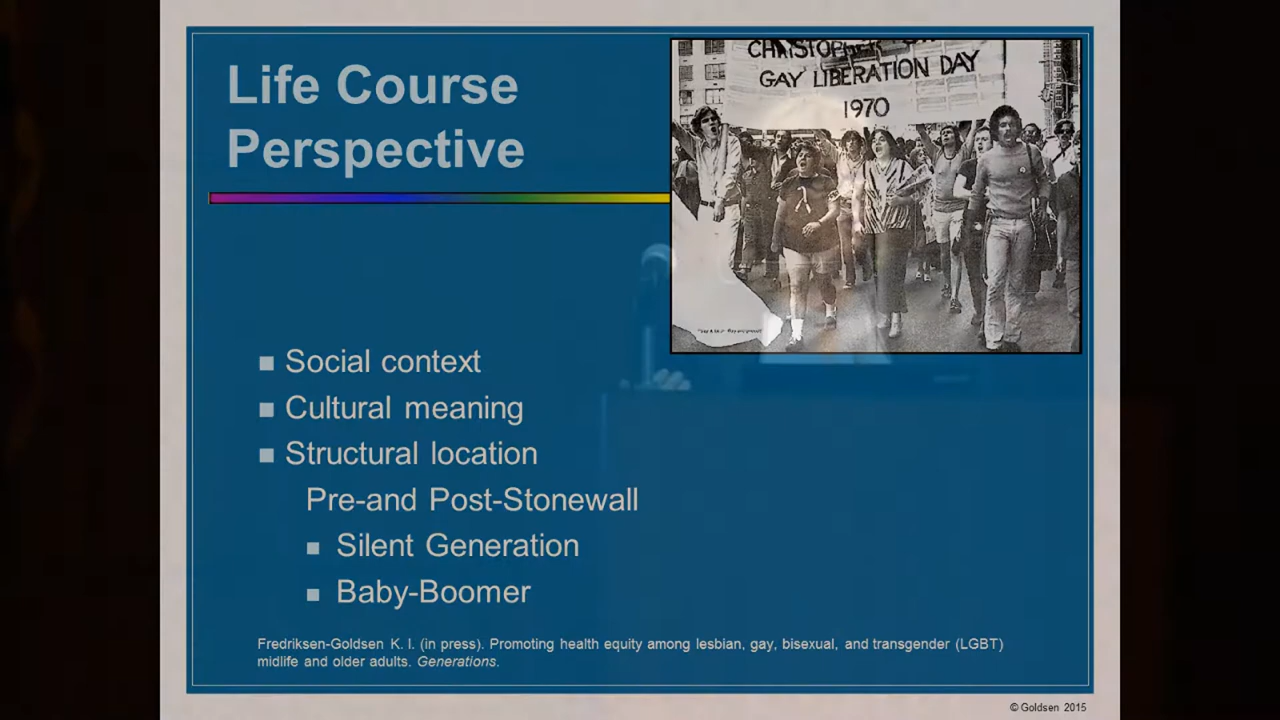 Life Course
Perspective
GAY LIBERATION DAY
1970
Social context
Cultural meaning
Structural location
Pre-and Post-Stonewall
Silent Generation
Baby-Boomer
Fredriksen-Goldsen K. I. (in press). Promoting health equity among lesbian, gay, bisexual, and transgender (LGBT)
midlife and older adults. Generations.
© Goldsen 2015